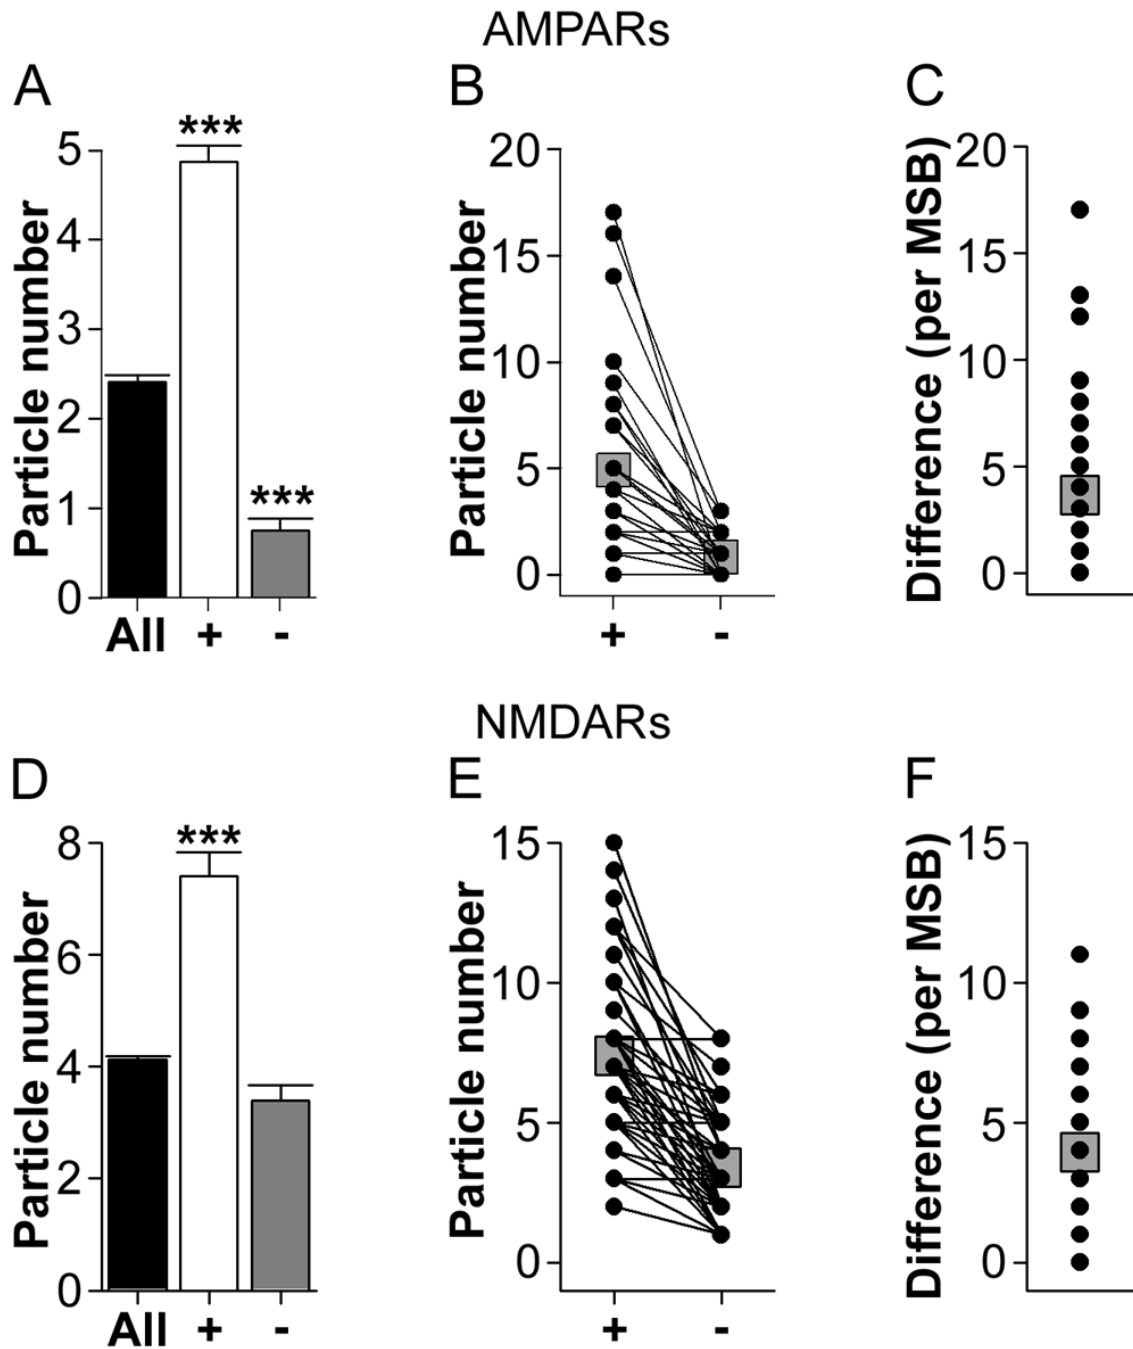 AMPARs
A
B
C
***
***
Particle number
5
4
3
2
1
0
All + -
Particle number
20
15
10
5
0
+ -
Difference (per MSB)
20
15
10
5
0
NMDARs
D
E
F
***
Particle number
8
6
4
2
0
All + -
Particle number
15
10
5
0
+ -
Difference (per MSB)
15
10
5
0